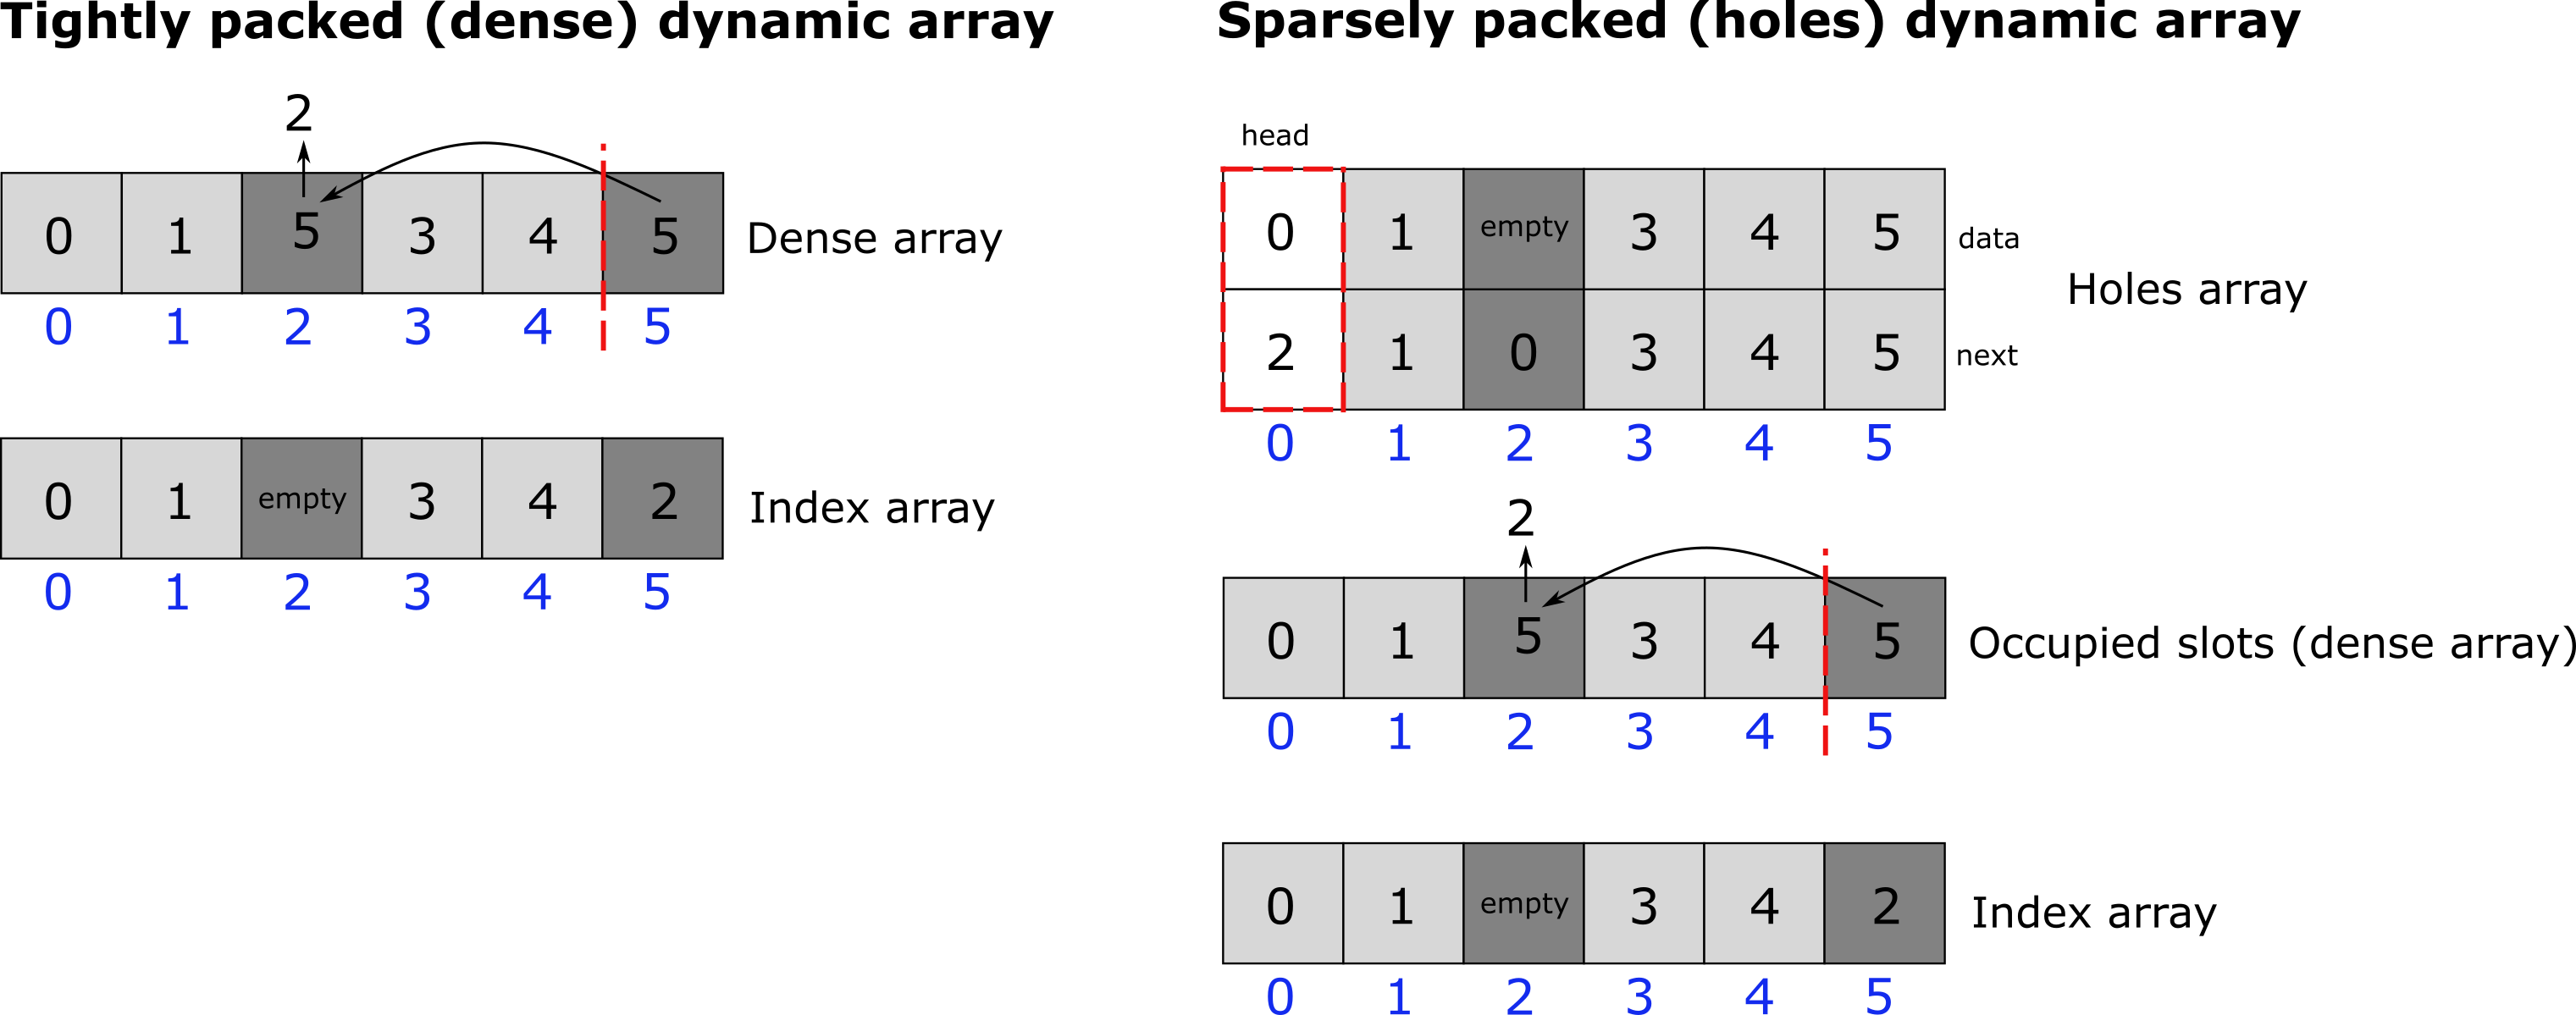 Tightly packed (dense) dynamic array
2
0 1 5 3 4 5 Dense array
0 1 2 3 4 5
0 1 empty 3 4 2 Index array
0 1 2 3 4 5
Sparsely packed (holes) dynamic array
head
0 1 empty 3 4 5 data
Holes array
2 1 0 3 4 5 next
0 1 2 3 4 5
2
0 1 5 3 4 5 Occupied slots (dense array)
0 1 2 3 4 5
0 1 empty 3 4 2 Index array
0 1 2 3 4 5